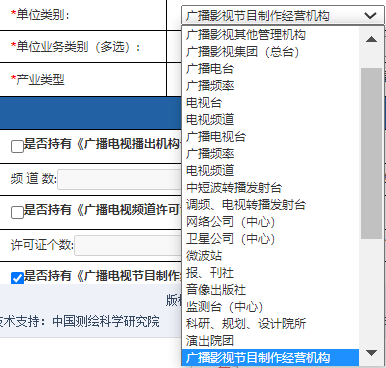 *单位类别：
广播影视节目制作经营机构
*单位业务类别（多选）：
*产业类型
广播影视其他管理机构
广播影视集团（总台）
广播电台
广播频率
电视台
电视频道
广播电视台
广播频率
电视频道
中短波转播发射台
调频、电视转播发射台
网络公司（中心）
卫星公司（中心）
微波站
报、刊社
音像出版社
监测台（中心）
科研、规划、设计院所
演出院团
广播影视节目制作经营机构
是否持有《广播电视播出机构
频 道 数:
是否持有《广播电视频道许可
许可证个数:
是否持有《广播电视节目制作
版
技术支持：中国测绘科学研究院